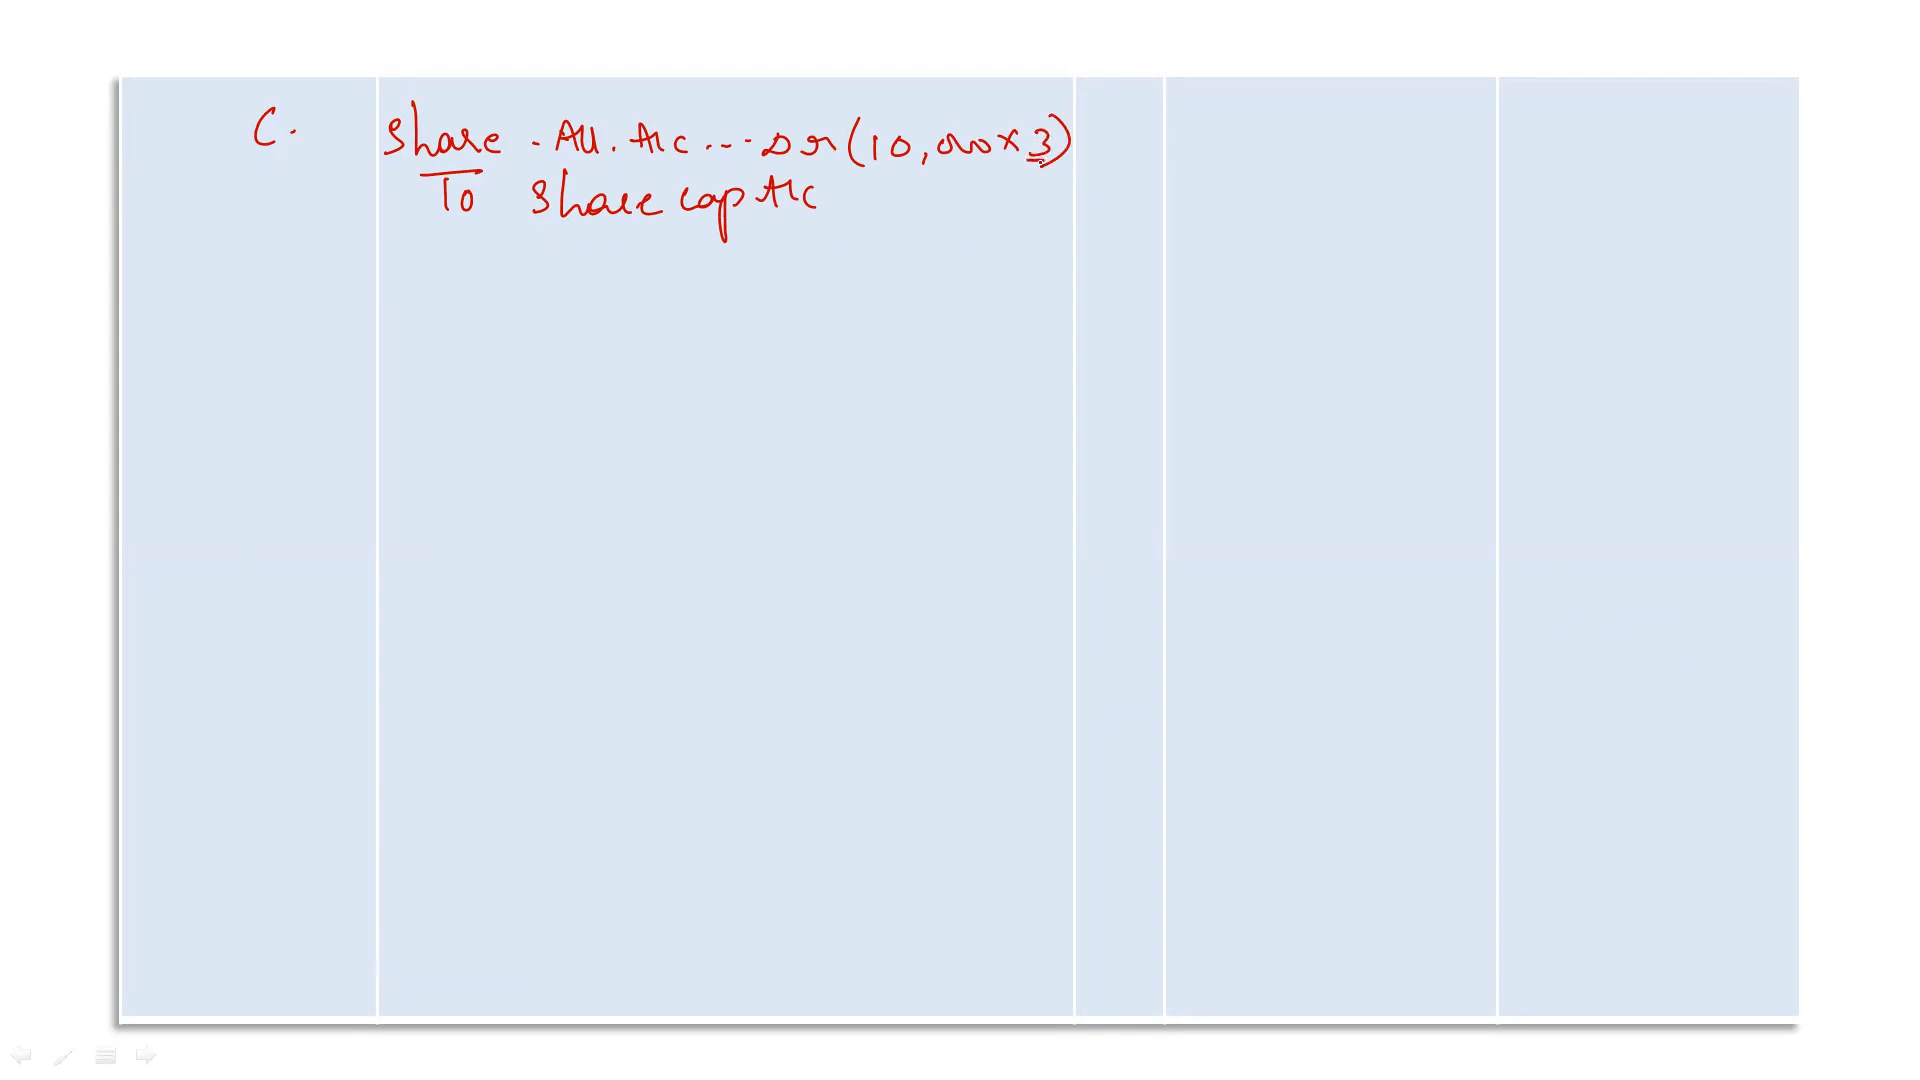 C. Share . All. A/c ... Dr (10,000 x 3)
To Share cap A/c